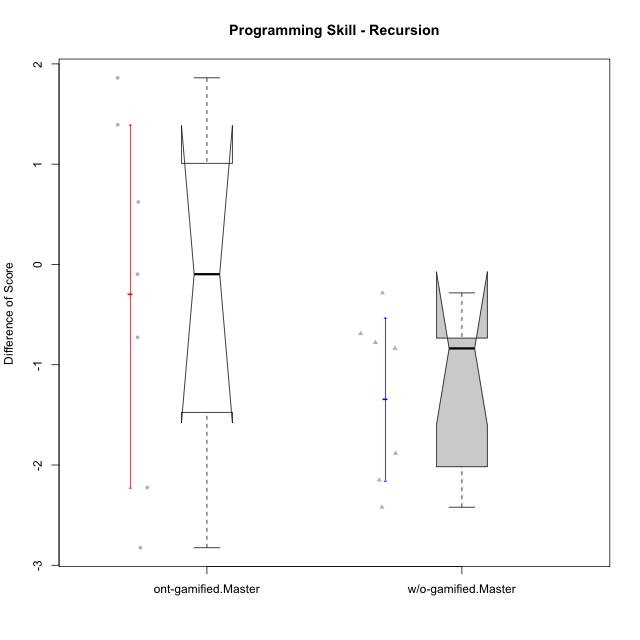 Programming Skill - Recursion
Difference of Score
2
1
0
-1
-2
-3
ont-gamified.Master
w/o-gamified.Master